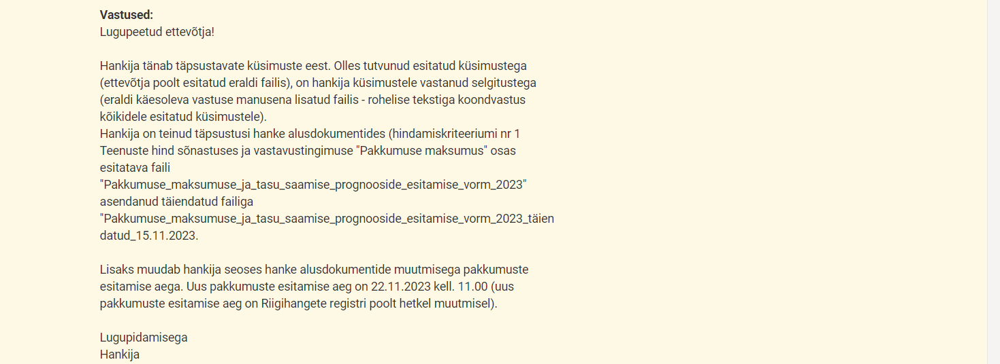 Vastused:
Lugupeetud ettevõtja!
Hankija tänab täpsustavate küsimuste eest. Olles tutvunud esitatud küsimustega
(ettevõtja poolt esitatud eraldi failis), on hankija küsimustele vastanud selgitustega
(eraldi käesoleva vastuse manusena lisatud failis - rohelise tekstiga koondvastus
kõikidele esitatud küsimustele).
Hankija on teinud täpsustusi hanke alusdokumentides (hindamiskriteeriumi nr 1
Teenuste hind sõnastuses ja vastavustingimuse "Pakkumuse maksumus" osas
esitatava faili
"Pakkumuse_maksumuse_ja_tasu_saamise_prognooside_esitamise_vorm_2023"
asendanud täiendatud failiga
"Pakkumuse_maksumuse_ja_tasu_saamise_prognooside_esitamise_vorm_2023_täien
datud_15.11.2023.
Lisaks muudab hankija seoses hanke alusdokumentide muutmisega pakkumuste
esitamise aega. Uus pakkumuste esitamise aeg on 22.11.2023 kell. 11.00 (uus
pakkumuste esitamise aeg on Riigihangete registri poolt hetkel muutmisel).
Lugupidamisega
Hankija